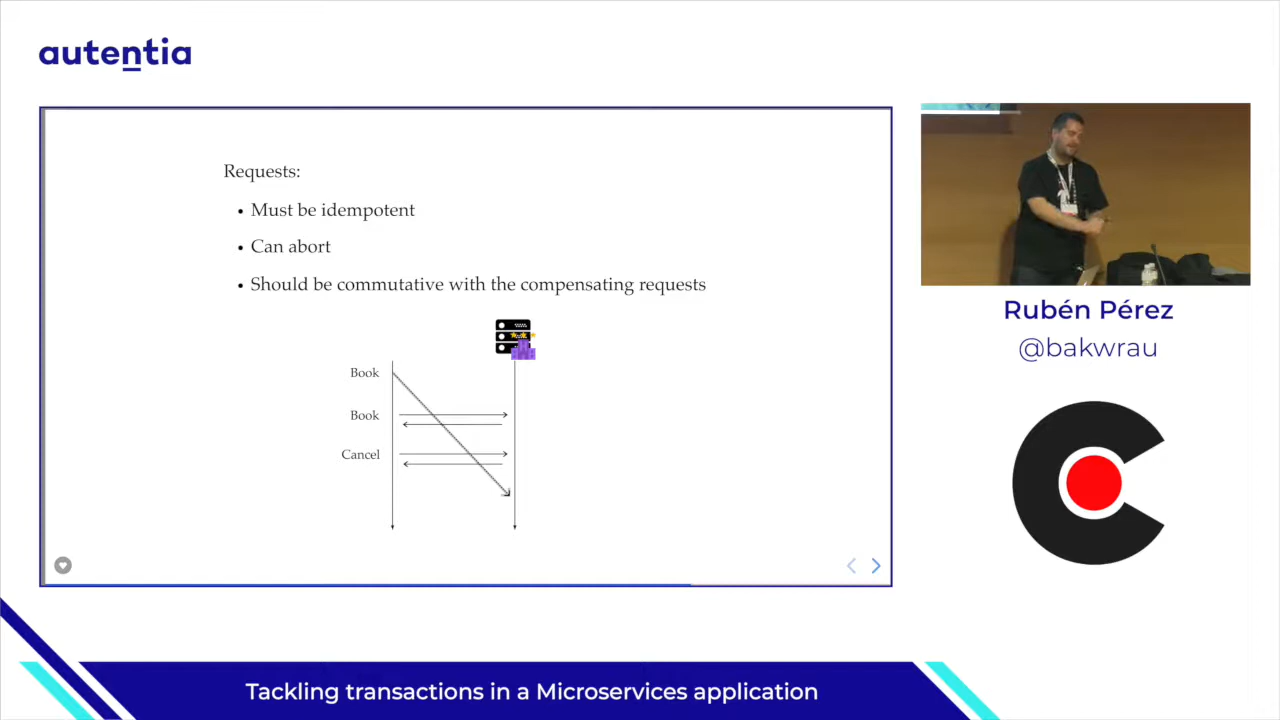 autentia
Requests:
• Must be idempotent
• Can abort
• Should be commutative with the compensating requests
Book
Book
Cancel
Rubén Pérez
@bakwrau
Tackling transactions in a Microservices application